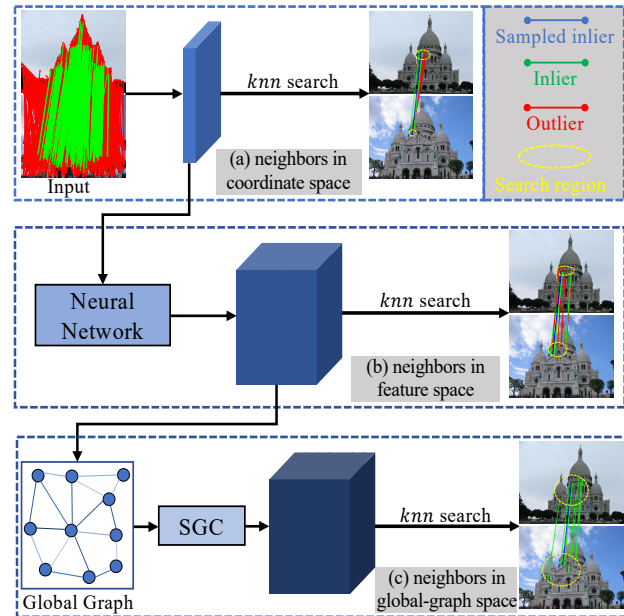 Input
knn search
(a) neighbors in
coordinate space
Sampled inlier
Inlier
Outlier
Search region
Neural
Network
knn search
(b) neighbors in
feature space
Global Graph
SGC
knn search
(c) neighbors in
global-graph space